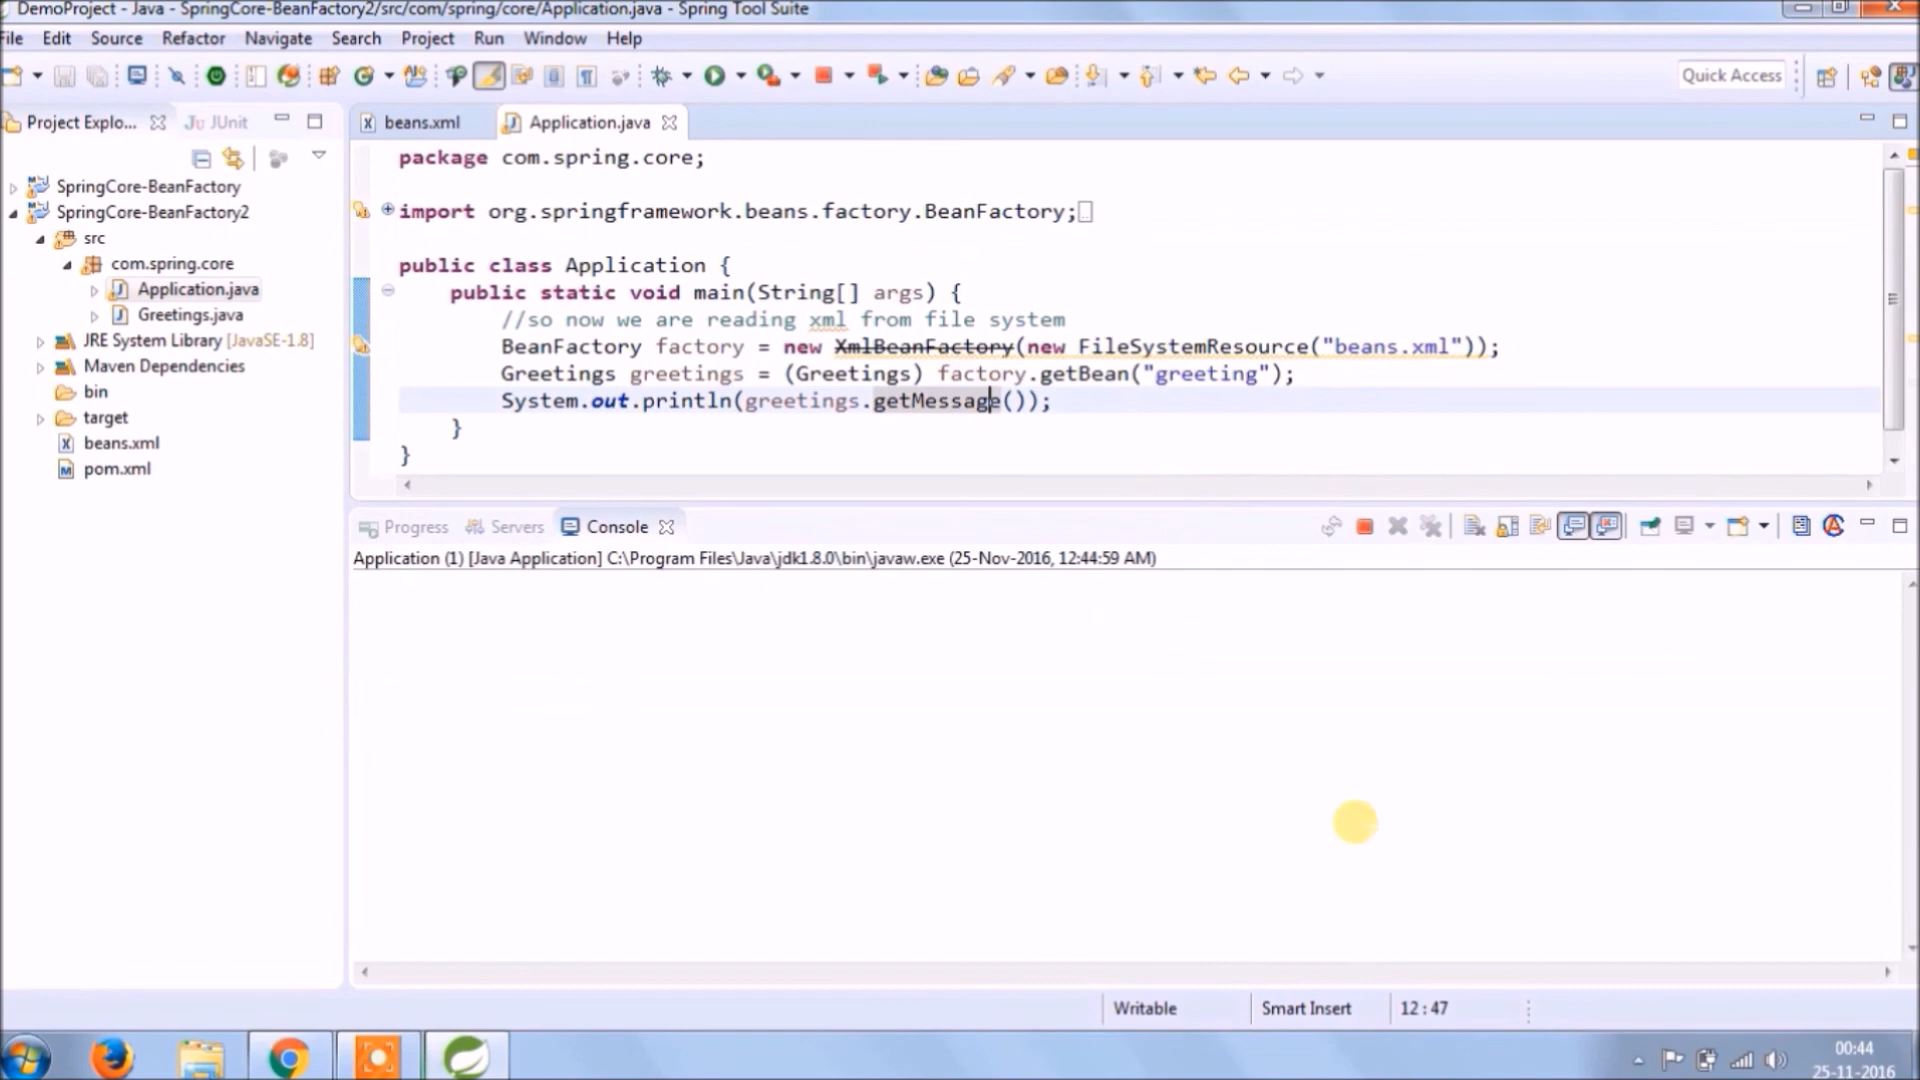 DemoProject - Java - SpringCore-BeanFactory2/src/com/spring/core/Application.java - Spring Tool Suite
File Edit Source Refactor Navigate Search Project Run Window Help
Quick Access
Project Explo...
JUnit
beans.xml
Application.java
SpringCore-BeanFactory
SpringCore-BeanFactory2
src
com.spring.core
Application.java
Greetings.java
JRE System Library [JavaSE-1.8]
Maven Dependencies
bin
target
beans.xml
pom.xml
package com.spring.core;
import org.springframework.beans.factory.BeanFactory;
public class Application {
public static void main(String[] args) {
//so now we are reading xml from file system
BeanFactory factory = new XmlBeanFactory(new FileSystemResource("beans.xml"));
Greetings greetings = (Greetings) factory.getBean("greeting");
System.out.println(greetings.getMessage());
}
}
Progress Servers Console
Application (1) [Java Application] C:\Program Files\Java\jdk1.8.0\bin\javaw.exe (25-Nov-2016, 12:44:59 AM)
Writable Smart Insert 12 : 47
00:44
25-11-2016